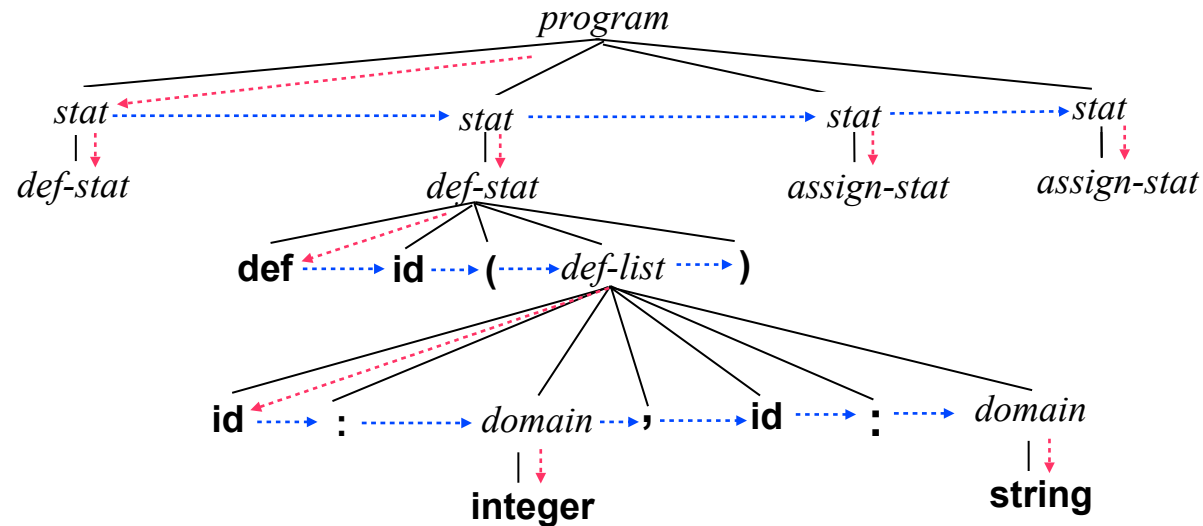 program
stat stat stat stat
def-stat def-stat assign-stat assign-stat
def id ( def-list )
id : domain , id : domain
integer string